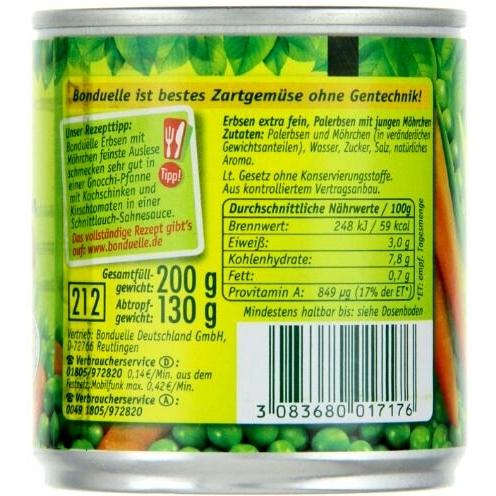 Bonduelle ist bestes Zartgemüse ohne Gentechnik!
Unser Rezepttipp:
Bonduelle Erbsen mit
Möhrchen feinste Auslese
schmecken sehr gut in
einer Gnocchi-Pfanne
mit Kochschinken und
Kirschtomaten in einer
Schnittlauch-Sahnesauce.
Das vollständige Rezept gibt's
auf: www.bonduelle.de.
Tipp!
Erbsen extra fein, Palerbsen mit jungen Möhrchen
Zutaten: Palerbsen und Möhrchen (in veränderlichen
Gewichtsanteilen), Wasser, Zucker, Salz, natürliches
Aroma.
Lt. Gesetz ohne Konservierungsstoffe.
Aus kontrolliertem Vertragsanbau.
Durchschnittliche Nährwerte / 100g
Brennwert: 248 kJ / 59 kcal
Eiweiß: 3,0 g
Kohlenhydrate: 7,8 g
Fett: 0,7 g
Provitamin A: 849 µg (17% der ET*)
*ET: empf. Tagesmenge
Mindestens haltbar bis: siehe Dosenboden
Gesamtfüll-
gewicht: 200 g
212
Abtropf-
gewicht: 130 g
Vertrieb: Bonduelle Deutschland GmbH,
D-72766 Reutlingen
☎ Verbraucherservice (D):
01805/972820 0,14€/Min. aus dem
Festnetz, Mobilfunk max. 0,42€/Min.
☎ Verbraucherservice (A):
0049 1805/972820
3 083680 017176